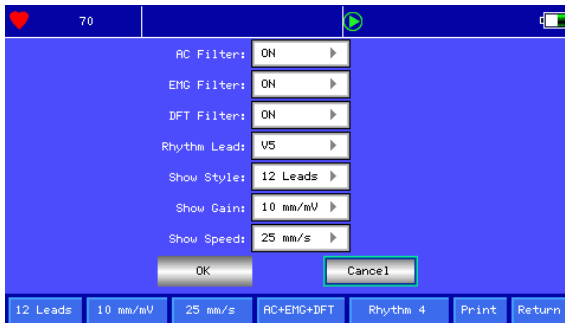 70
AC Filter: ON
EMG Filter: ON
DFT Filter: ON
Rhythm Lead: V5
Show Style: 12 Leads
Show Gain: 10 mm/mV
Show Speed: 25 mm/s
OK Cancel
12 Leads 10 mm/mV 25 mm/s AC+EMG+DFT Rhythm 4 Print Return